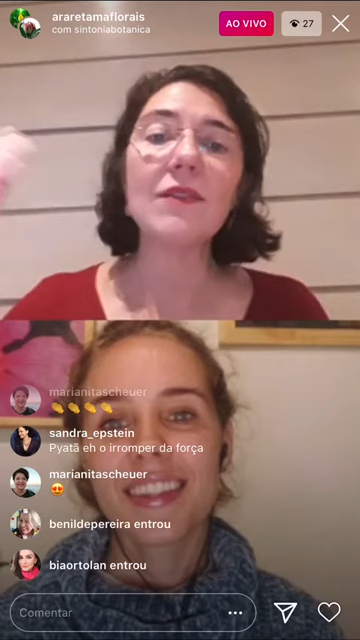 araretamaflorais
com sintoniabotanica
AO VIVO
27
marianitascheuer
👏👏👏👏
sandra_epstein
Pyatã eh o irromper da força
marianitascheuer
😍
benildepereira entrou
biaortolan entrou
Comentar